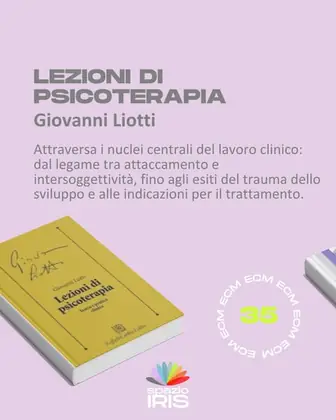 LEZIONI DI
PSICOTERAPIA
Giovanni Liotti
Attraversa i nuclei centrali del lavoro clinico:
dal legame tra attaccamento e
intersoggettività, fino agli esiti del trauma dello
sviluppo e alle indicazioni per il trattamento.
Giovanni Liotti
Lezioni di
psicoterapia
ECM ECM ECM ECM ECM ECM ECM
35
spazio
IRIS